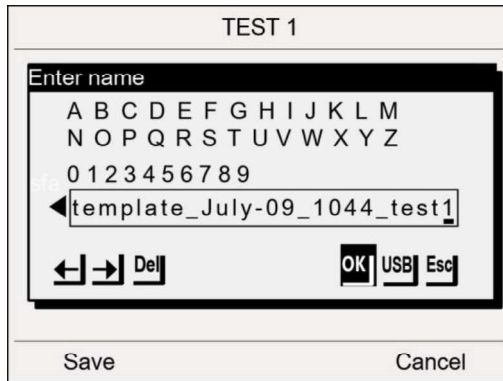 TEST 1
Enter name
A B C D E F G H I J K L M
N O P Q R S T U V W X Y Z
0 1 2 3 4 5 6 7 8 9
template_July-09_1044_test1
Del OK USB Esc
Save Cancel